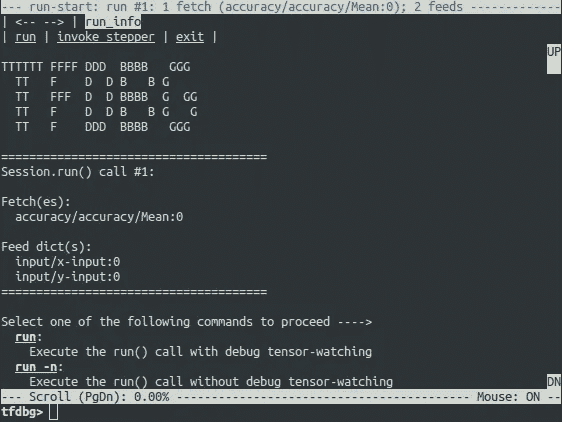 --- run-start: run #1: 1 fetch (accuracy/accuracy/Mean:0); 2 feeds -------------
| <-- --> | run_info
| run | invoke stepper | exit |
UP
TTTTTT FFFF DDD  BBBB   GGG
  TT   F    D  D B   B G
  TT   FFF  D  D BBBB  G  GG
  TT   F    D  D B   B G   G
  TT   F    DDD  BBBB   GGG
======================================
Session.run() call #1:
Fetch(es):
  accuracy/accuracy/Mean:0
Feed dict(s):
  input/x-input:0
  input/y-input:0
======================================
Select one of the following commands to proceed ---->
  run:
    Execute the run() call with debug tensor-watching
  run -n:
    Execute the run() call without debug tensor-watching
DN
--- Scroll (PgDn): 0.00% ------------------------------------------ Mouse: ON --
tfdbg>